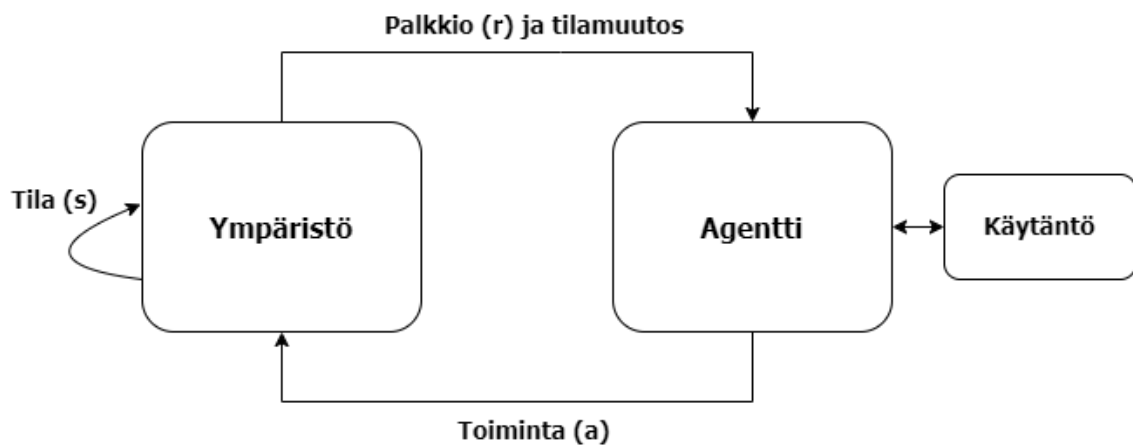 Palkkio (r) ja tilamuutos
Tila (s)
Ympäristö
Agentti
Käytäntö
Toiminta (a)